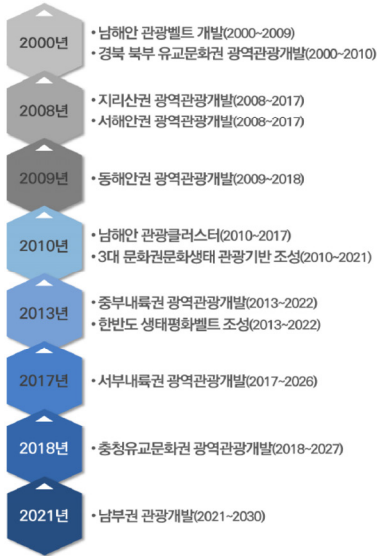 2000년
• 남해안 관광벨트 개발(2000~2009)
• 경북 북부 유교문화권 광역관광개발(2000~2010)
2008년
• 지리산권 광역관광개발(2008~2017)
• 서해안권 광역관광개발(2008~2017)
2009년
• 동해안권 광역관광개발(2009~2018)
2010년
• 남해안 관광클러스터(2010~2017)
• 3대 문화권문화생태 관광기반 조성(2010~2021)
2013년
• 중부내륙권 광역관광개발(2013~2022)
• 한반도 생태평화벨트 조성(2013~2022)
2017년
• 서부내륙권 광역관광개발(2017~2026)
2018년
• 충청유교문화권 광역관광개발(2018~2027)
2021년
• 남부권 관광개발(2021~2030)